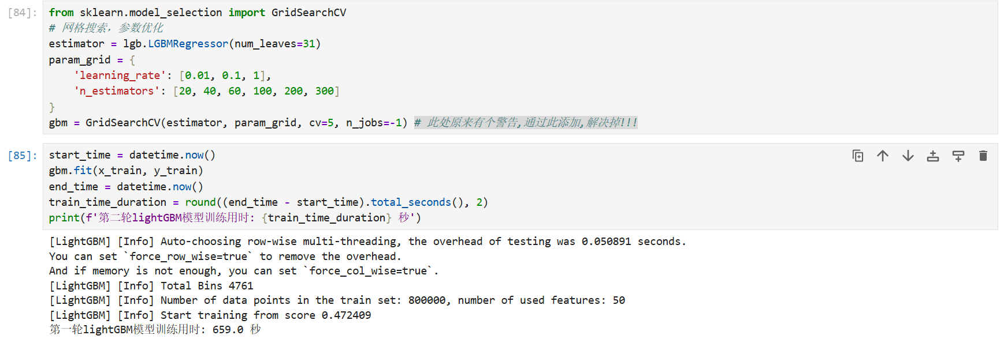 [84]:
from sklearn.model_selection import GridSearchCV
# 网格搜索，参数优化
estimator = lgb.LGBMRegressor(num_leaves=31)
param_grid = {
    'learning_rate': [0.01, 0.1, 1],
    'n_estimators': [20, 40, 60, 100, 200, 300]
}
gbm = GridSearchCV(estimator, param_grid, cv=5, n_jobs=-1) # 此处原来有个警告,通过此添加,解决掉!!!
[85]:
start_time = datetime.now()
gbm.fit(x_train, y_train)
end_time = datetime.now()
train_time_duration = round((end_time - start_time).total_seconds(), 2)
print(f'第二轮lightGBM模型训练用时: {train_time_duration} 秒')
[LightGBM] [Info] Auto-choosing row-wise multi-threading, the overhead of testing was 0.050891 seconds.
You can set `force_row_wise=true` to remove the overhead.
And if memory is not enough, you can set `force_col_wise=true`.
[LightGBM] [Info] Total Bins 4761
[LightGBM] [Info] Number of data points in the train set: 800000, number of used features: 50
[LightGBM] [Info] Start training from score 0.472409
第一轮lightGBM模型训练用时: 659.0 秒